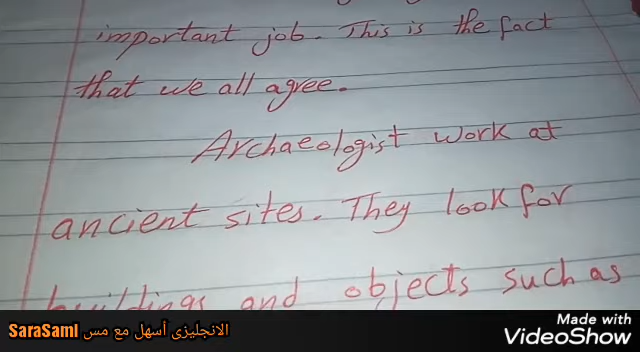 important job. This is the fact
that we all agree.
Archaeologist work at
ancient sites. They look for
buildings and objects such as
الانجليزى أسهل مع مس SaraSami
Made with
VideoShow